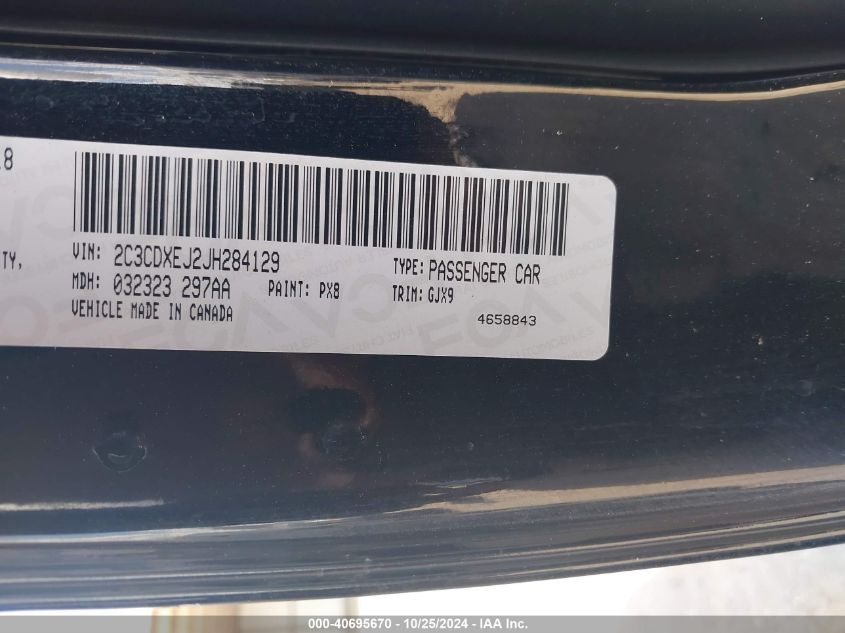 .8
ITY,
VIN: 2C3CDXEJ2JH284129
TYPE: PASSENGER CAR
MDH: 032323 297AA
PAINT: PX8
TRIM: GJX9
VEHICLE MADE IN CANADA
4658843
000-40695670 - 10/25/2024 - IAA Inc.